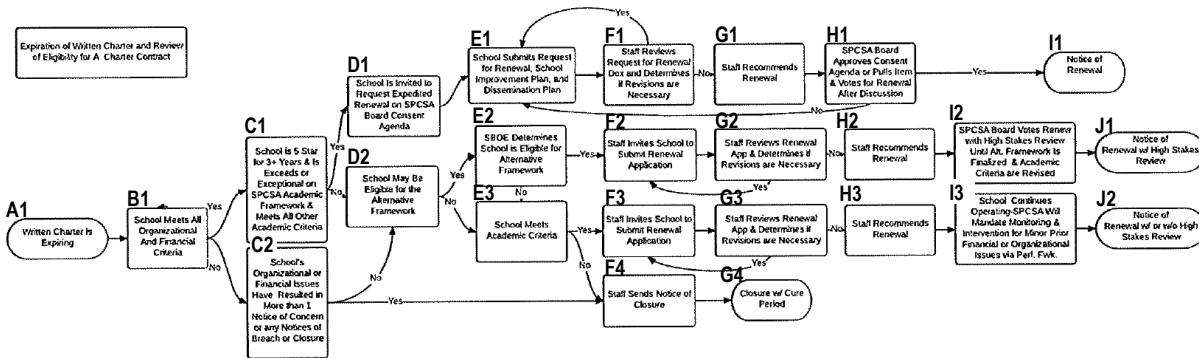 Expiration of Written Charter and Review
of Eligibility for A Charter Contract
A1
Written Charter Is
Expiring
B1
School Meets All
Organizational
And Financial
Criteria
Yes
No
C1
School is 5 Star
for 3+ Years & Is
Exceeds or
Exceptional on
SPCSA Academic
Framework &
Meets All Other
Academic Criteria
Yes
No
C2
School's
Organizational or
Financial Issues
Have Resulted in
More than 1
Notice of Concern
or any Notices of
Breach or Closure
No
Yes
D1
School Is Invited to
Request Expedited
Renewal on SPCSA
Board Consent
Agenda
D2
School May Be
Eligible for the
Alternative
Framework
Yes
No
E1
School Submits Request
for Renewal, School
Improvement Plan, and
Dissemination Plan
Yes
E2
SBOE Determines
School is Eligible for
Alternative
Framework
Yes
No
E3
School Meets
Academic Criteria
Yes
No
F1
Staff Reviews
Request for Renewal
Dox and Determines
if Revisions are
Necessary
No
F2
Staff Invites School to
Submit Renewal
Application
F3
Staff Invites School to
Submit Renewal
Application
F4
Staff Sends Notice of
Closure
G1
Staff Recommends
Renewal
G2
Staff Reviews Renewal
App & Determines if
Revisions are Necessary
No
Yes
G3
Staff Reviews Renewal
App & Determines if
Revisions are Necessary
No
Yes
G4
Closure w/ Cure
Period
H1
SPCSA Board
Approves Consent
Agenda or Pulls Item
& Votes for Renewal
After Discussion
Yes
No
H2
Staff Recommends
Renewal
H3
Staff Recommends
Renewal
I1
Notice of
Renewal
I2
SPCSA Board Votes Renew
with High Stakes Review
Until Alt. Framework Is
Finalized & Academic
Criteria are Revised
I3
School Continues
Operating-SPCSA Will
Mandate Monitoring &
Intervention for Minor Prior
Financial or Organizational
Issues via Perf. Fwk.
J1
Notice of
Renewal w/ High Stakes
Review
J2
Notice of
Renewal w/ or w/o High
Stakes Review